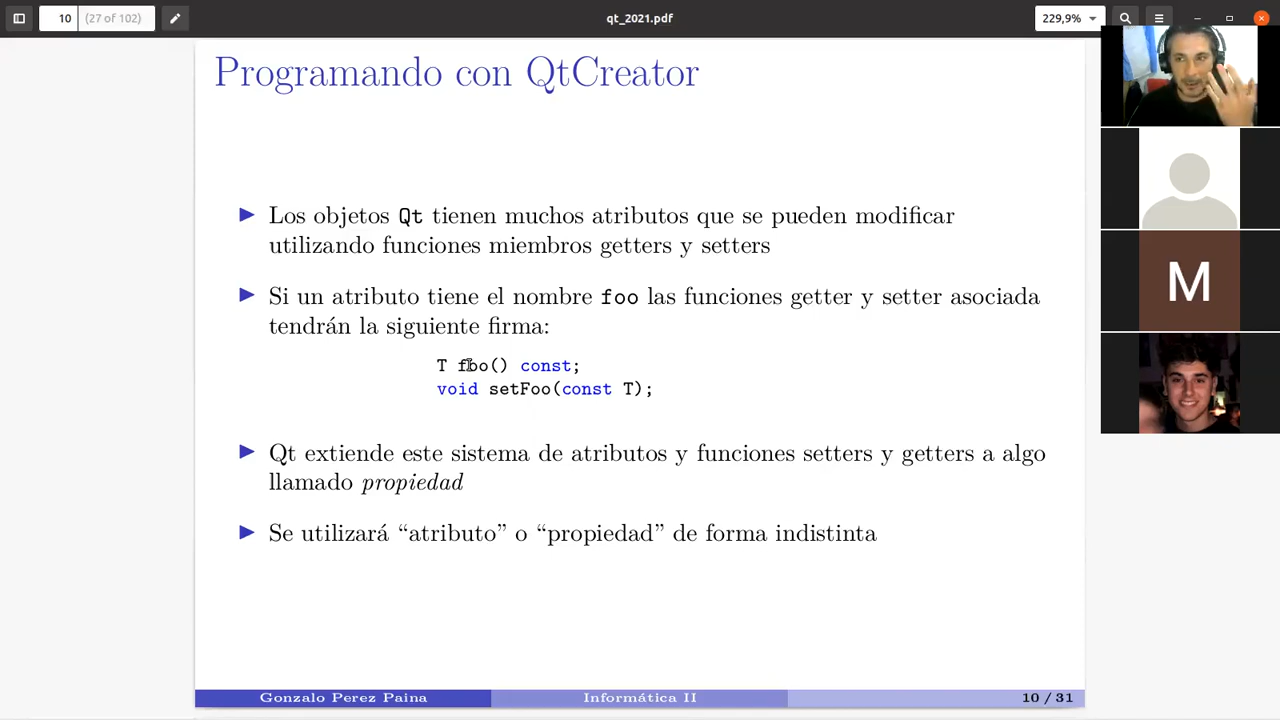 10 (27 of 102)
qt_2021.pdf
229,9%
Programando con QtCreator
Los objetos Qt tienen muchos atributos que se pueden modificar
utilizando funciones miembros getters y setters
Si un atributo tiene el nombre foo las funciones getter y setter asociada
tendrán la siguiente firma:
T foo() const;
void setFoo(const T);
Qt extiende este sistema de atributos y funciones setters y getters a algo
llamado propiedad
Se utilizará “atributo” o “propiedad” de forma indistinta
M
Gonzalo Perez Paina Informática II 10 / 31